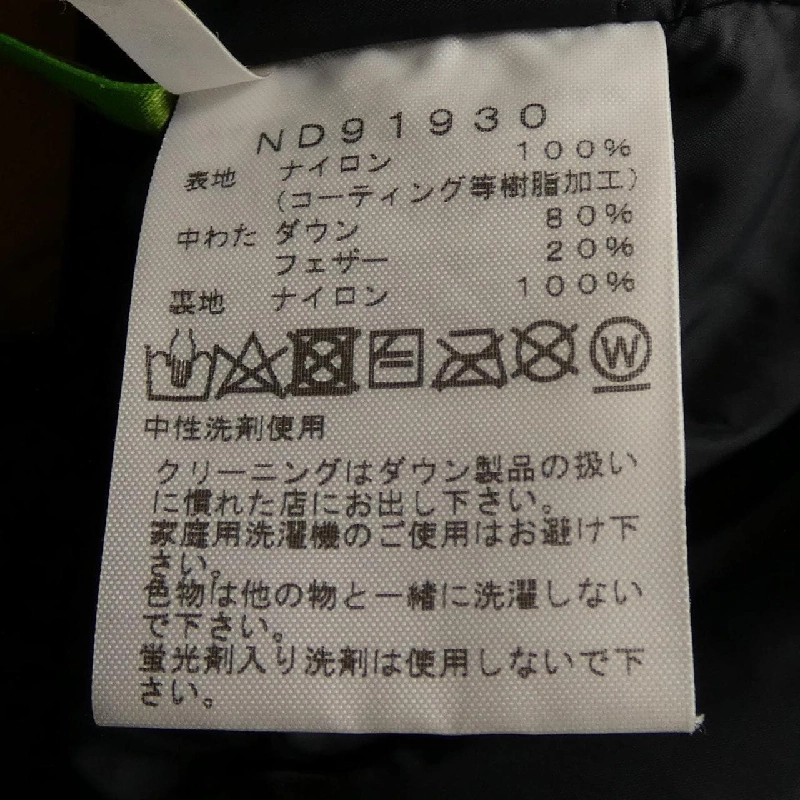 ND91930
表地 ナイロン 100%
(コーティング等樹脂加工)
中わた ダウン 80%
フェザー 20%
裏地 ナイロン 100%
W
中性洗剤使用
クリーニングはダウン製品の扱い
に慣れた店にお出し下さい。
家庭用洗濯機のご使用はお避け下
さい。
色物は他の物と一緒に洗濯しない
で下さい。
蛍光剤入り洗剤は使用しないで下
さい。